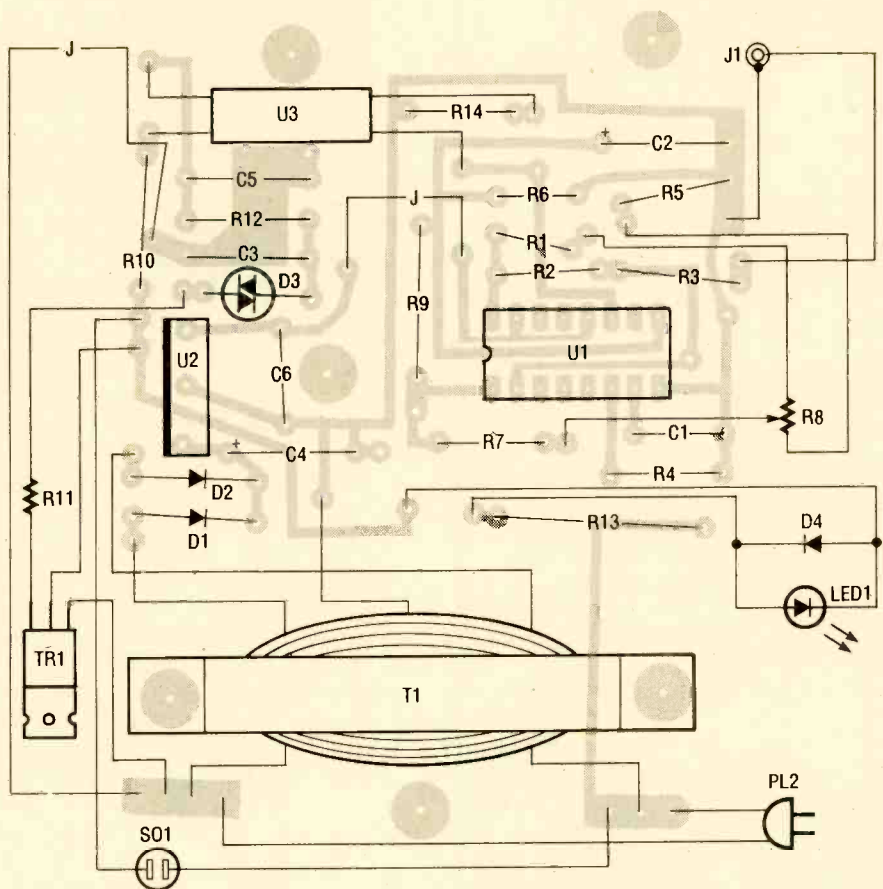 J
J1
U3
R14
+
C2
C5
R6
R5
J
R12
R1
C3
R10
D3
R2
R3
R9
U2
U1
C6
R8
+
R7
C1
C4
R4
D2
R11
D1
R13
D4
LED1
TR1
T1
PL2
SO1